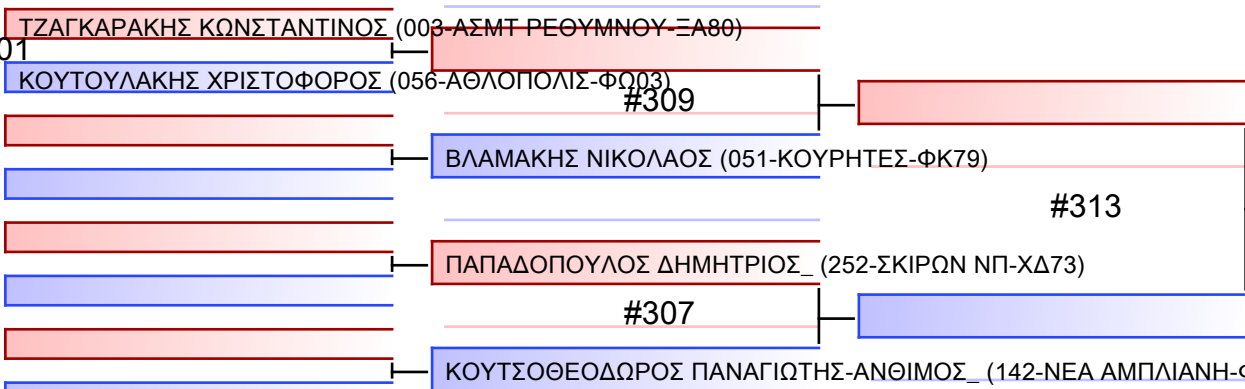 ΤΖΑΓΚΑΡΑΚΗΣ ΚΩΝΣΤΑΝΤΙΝΟΣ (003-ΑΣΜΤ ΡΕΘΥΜΝΟΥ-ΞΑ80)
01
ΚΟΥΤΟΥΛΑΚΗΣ ΧΡΙΣΤΟΦΟΡΟΣ (056-ΑΘΛΟΠΟΛΙΣ-ΦΩ03)
#309
ΒΛΑΜΑΚΗΣ ΝΙΚΟΛΑΟΣ (051-ΚΟΥΡΗΤΕΣ-ΦΚ79)
#313
ΠΑΠΑΔΟΠΟΥΛΟΣ ΔΗΜΗΤΡΙΟΣ_ (252-ΣΚΙΡΩΝ ΝΠ-ΧΔ73)
#307
ΚΟΥΤΣΟΘΕΟΔΩΡΟΣ ΠΑΝΑΓΙΩΤΗΣ-ΑΝΘΙΜΟΣ_ (142-ΝΕΑ ΑΜΠΛΙΑΝΗ-